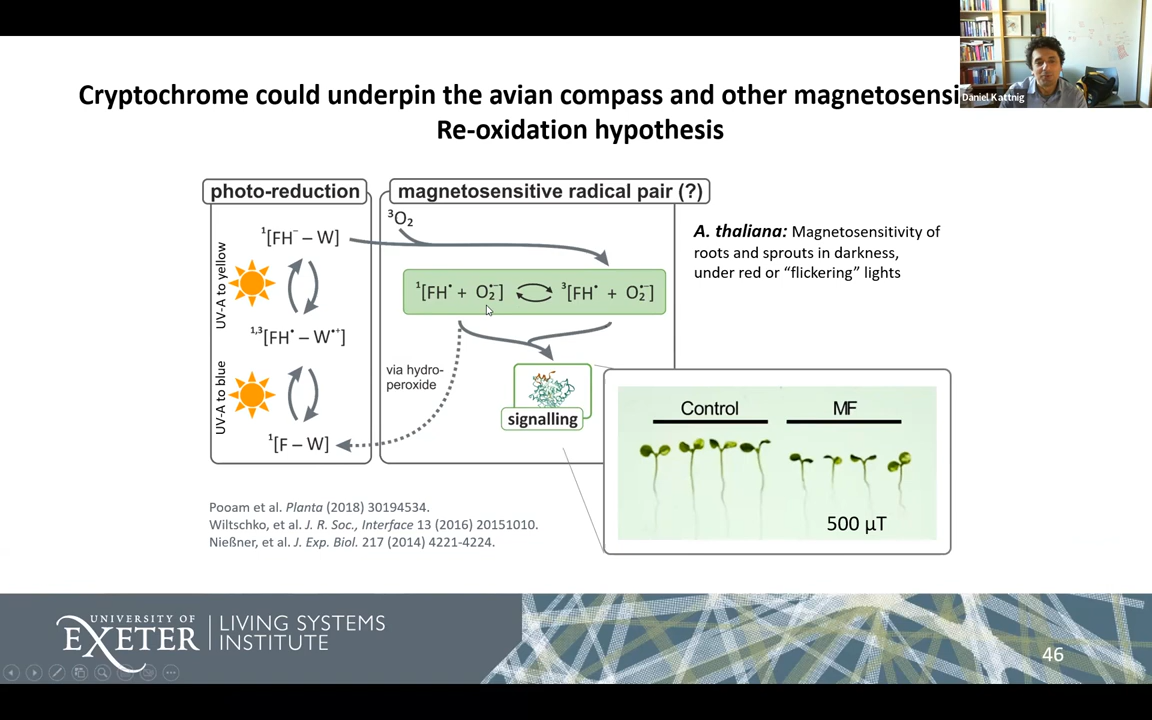 Cryptochrome could underpin the avian compass and other magnetosensi
Re-oxidation hypothesis
Daniel Kattnig
photo-reduction
magnetosensitive radical pair (?)
³O₂
¹[FH⁻ – W]
UV-A to yellow
¹[FH• + O₂•⁻] ³[FH• + O₂•⁻]
¹,³[FH• – W•⁺]
UV-A to blue
via hydro-
peroxide
signalling
¹[F – W]
A. thaliana: Magnetosensitivity of
roots and sprouts in darkness,
under red or “flickering” lights
Control MF
500 µT
Pooam et al. Planta (2018) 30194534.
Wiltschko, et al. J. R. Soc., Interface 13 (2016) 20151010.
Nießner, et al. J. Exp. Biol. 217 (2014) 4221-4224.
UNIVERSITY OF
EXETER
LIVING SYSTEMS
INSTITUTE
46